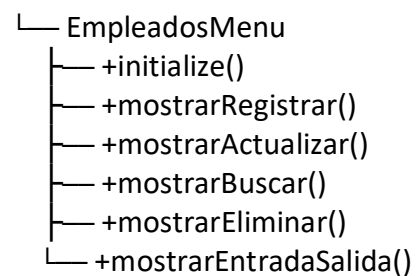 └── EmpleadosMenu
├── +initialize()
├── +mostrarRegistrar()
├── +mostrarActualizar()
├── +mostrarBuscar()
├── +mostrarEliminar()
└── +mostrarEntradaSalida()